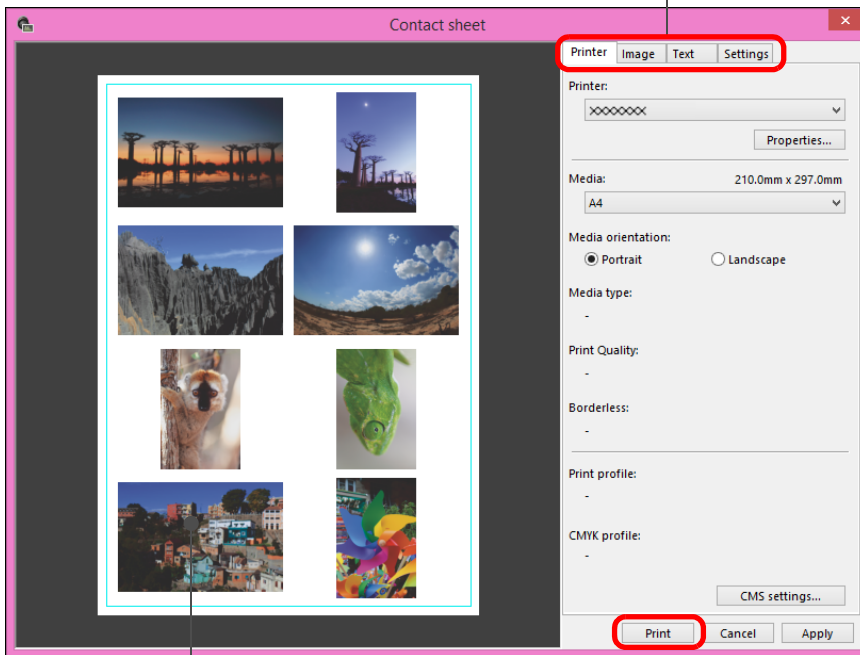 Contact sheet
Printer Image Text Settings
Printer:
XXXXXXXX
Properties...
Media: 210.0mm x 297.0mm
A4
Media orientation:
Portrait Landscape
Media type:
-
Print Quality:
-
Borderless:
-
Print profile:
-
CMYK profile:
-
CMS settings...
Print Cancel Apply